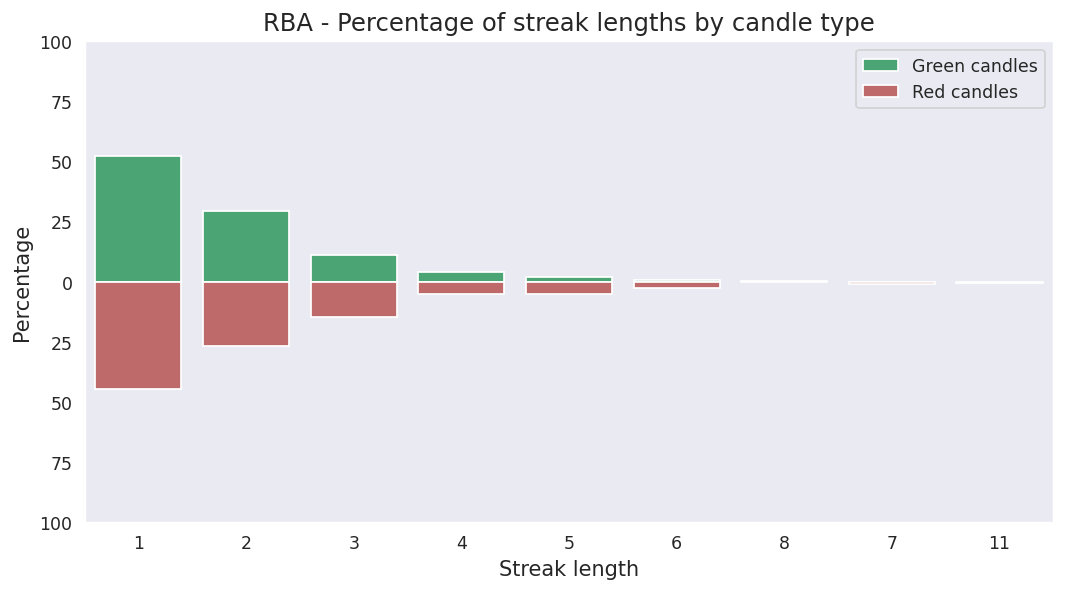 RBA - Percentage of streak lengths by candle type
Green candles
Red candles
Percentage
100
75
50
25
0
25
50
75
100
1 2 3 4 5 6 8 7 11
Streak length